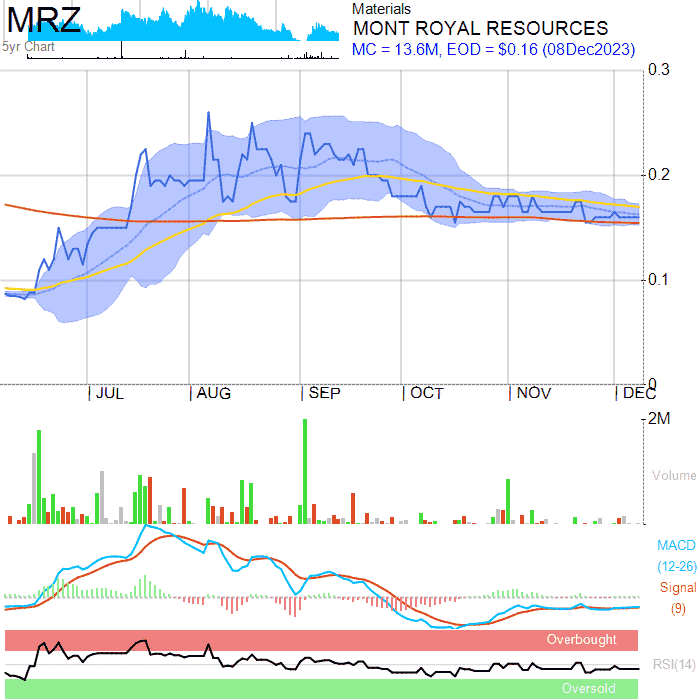 MRZ
5yr Chart
Materials
MONT ROYAL RESOURCES
MC = 13.6M, EOD = $0.16 (08Dec2023)
0.3
0.2
0.1
0
JUL AUG SEP OCT NOV DEC
2M
Volume
MACD
(12-26)
Signal
(9)
Overbought
RSI(14)
Oversold